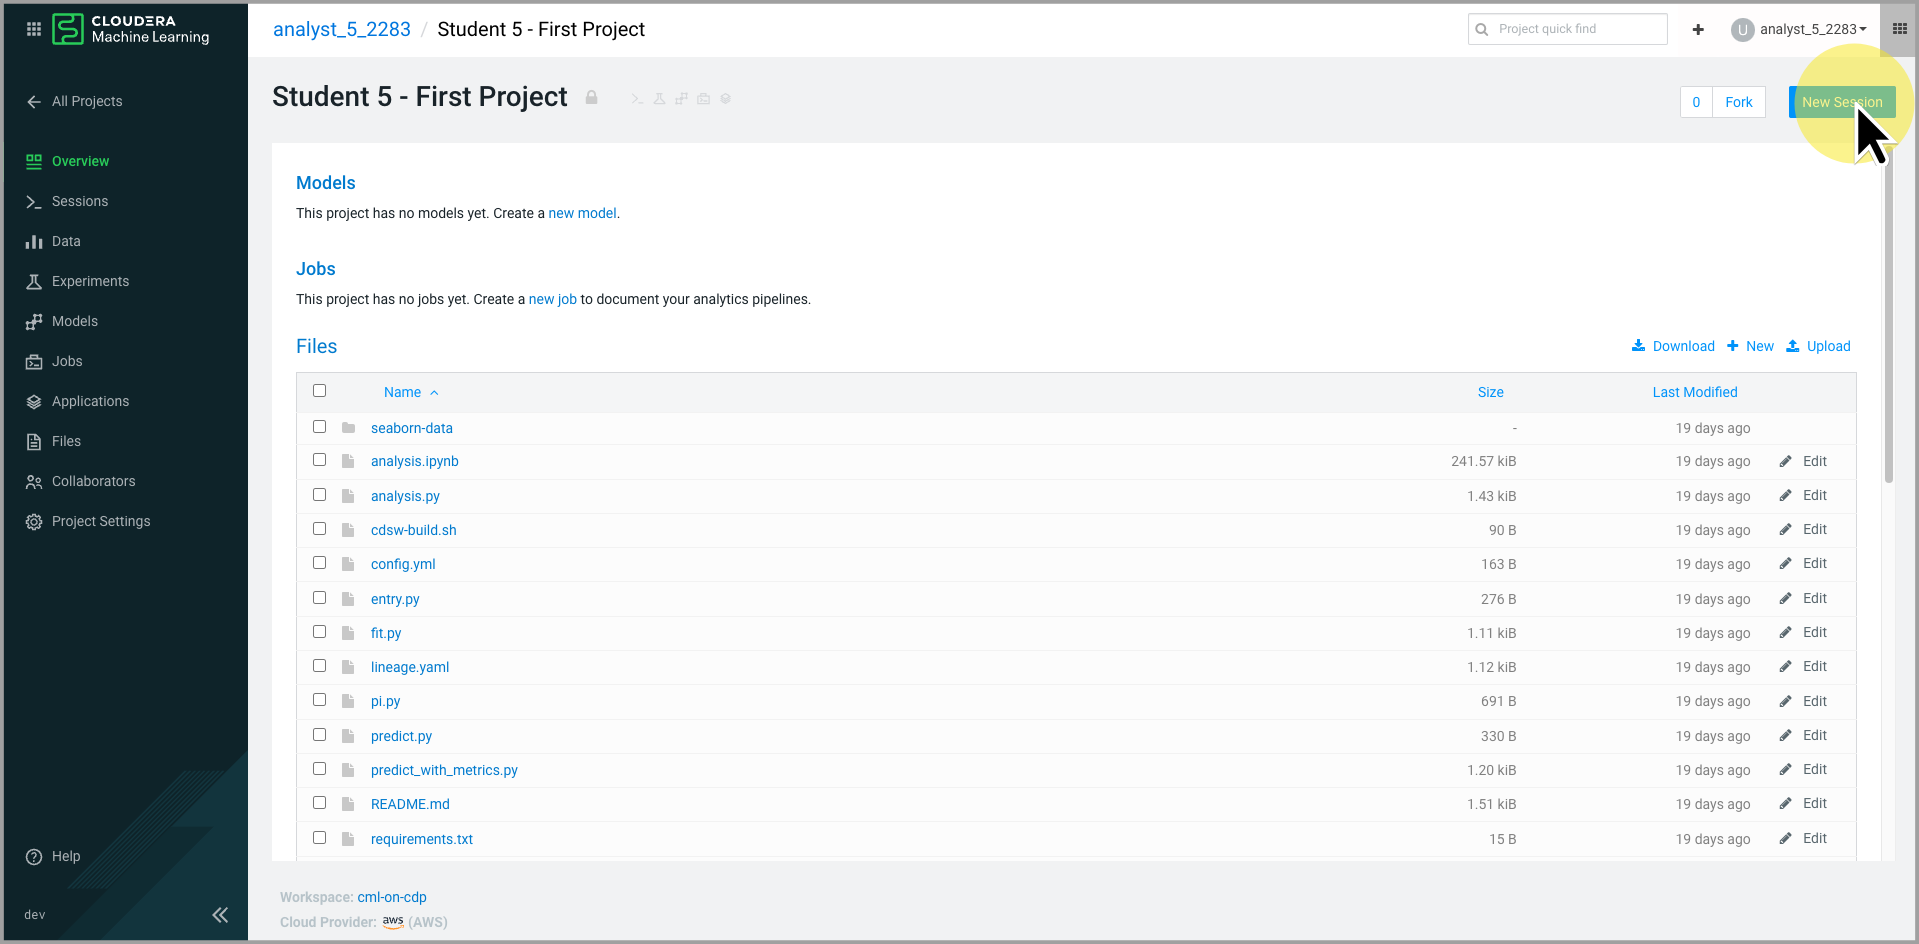 CLOUDERA
Machine Learning
analyst_5_2283 / Student 5 - First Project
Project quick find
U analyst_5_2283
All Projects
Overview
Sessions
Data
Experiments
Models
Jobs
Applications
Files
Collaborators
Project Settings
Help
dev
Student 5 - First Project
0 Fork
New Session
Models
This project has no models yet. Create a new model.
Jobs
This project has no jobs yet. Create a new job to document your analytics pipelines.
Files
Download New Upload
Name Size Last Modified
seaborn-data - 19 days ago
analysis.ipynb 241.57 kiB 19 days ago Edit
analysis.py 1.43 kiB 19 days ago Edit
cdsw-build.sh 90 B 19 days ago Edit
config.yml 163 B 19 days ago Edit
entry.py 276 B 19 days ago Edit
fit.py 1.11 kiB 19 days ago Edit
lineage.yaml 1.12 kiB 19 days ago Edit
pi.py 691 B 19 days ago Edit
predict.py 330 B 19 days ago Edit
predict_with_metrics.py 1.20 kiB 19 days ago Edit
README.md 1.51 kiB 19 days ago Edit
requirements.txt 15 B 19 days ago Edit
Workspace: cml-on-cdp
Cloud Provider: aws (AWS)